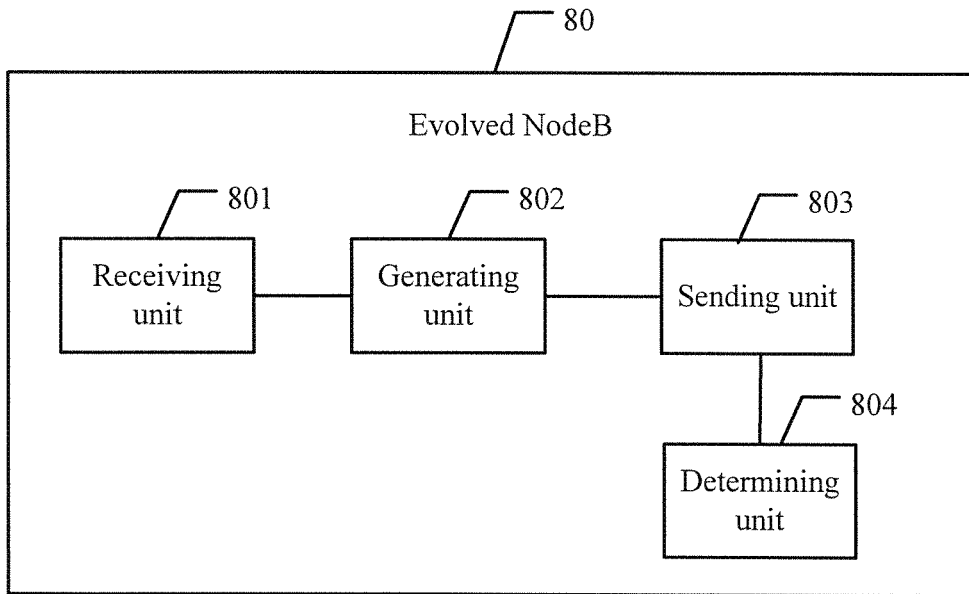 80
Evolved NodeB
801
802
803
Receiving
unit
Generating
unit
Sending unit
804
Determining
unit